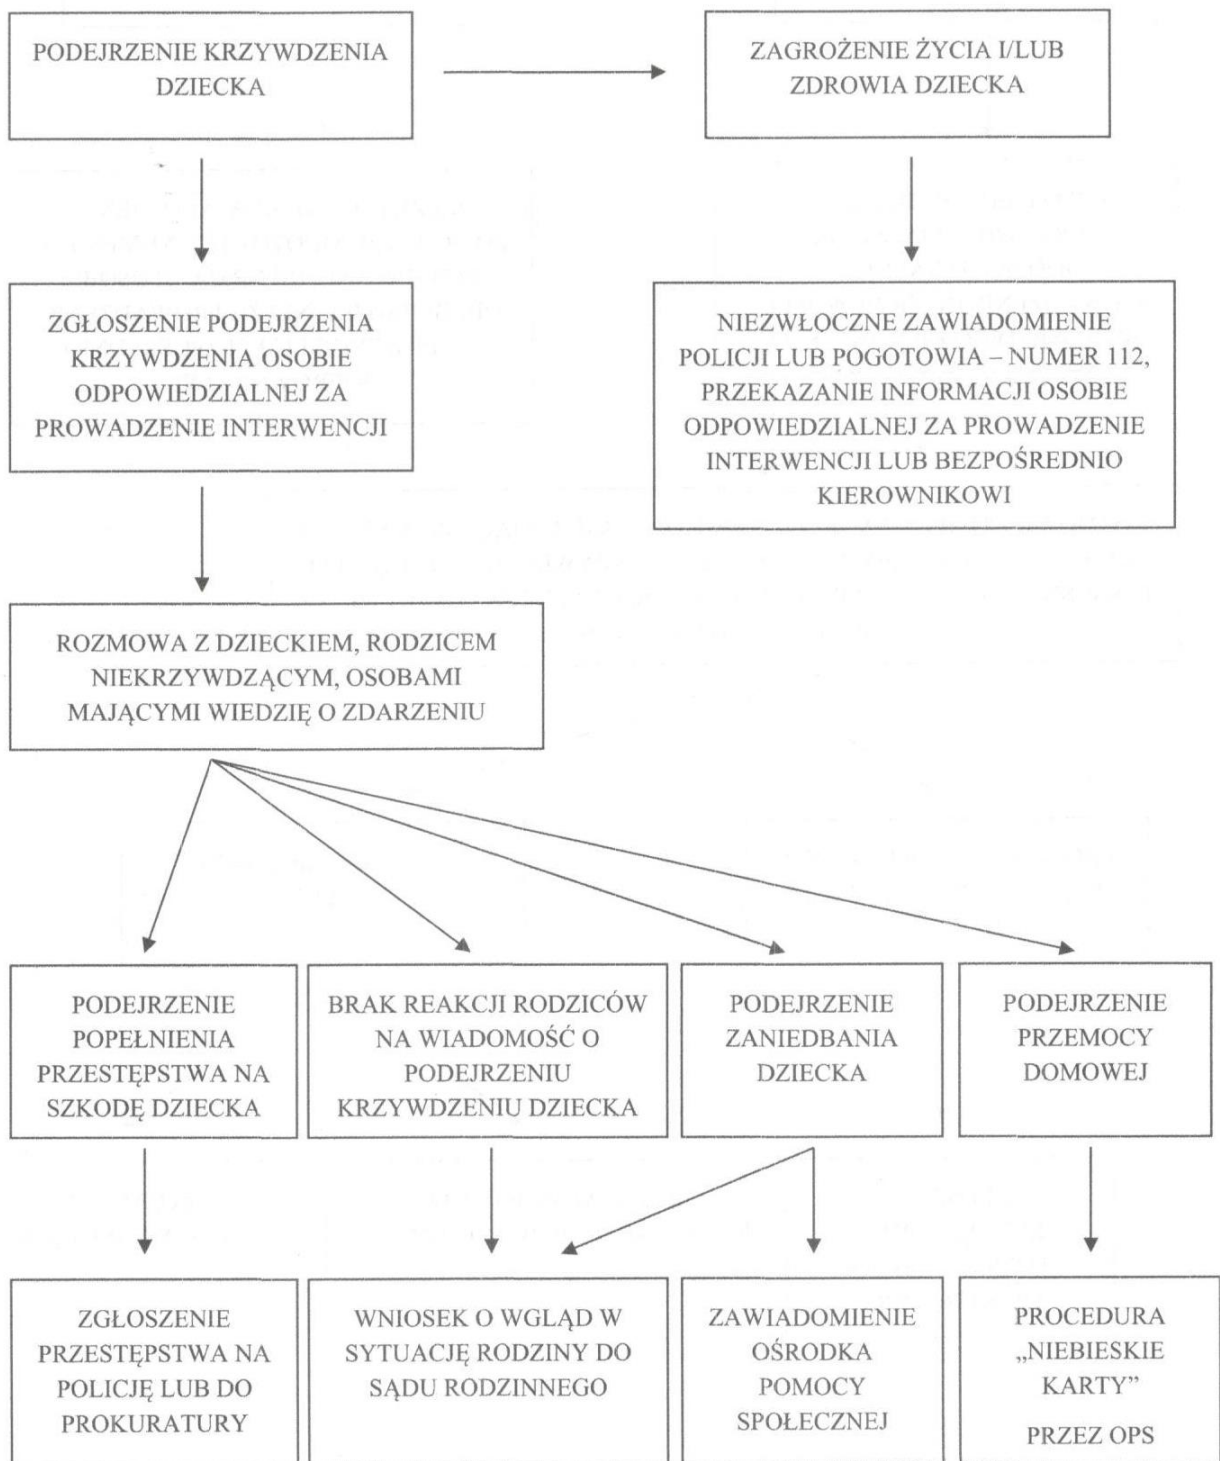 PODEJRZENIE KRZYWDZENIA
DZIECKA
ZAGROŻENIE ŻYCIA I/LUB
ZDROWIA DZIECKA
ZGŁOSZENIE PODEJRZENIA
KRZYWDZENIA OSOBIE
ODPOWIEDZIALNEJ ZA
PROWADZENIE INTERWENCJI
NIEZWŁOCZNE ZAWIADOMIENIE
POLICJI LUB POGOTOWIA – NUMER 112,
PRZEKAZANIE INFORMACJI OSOBIE
ODPOWIEDZIALNEJ ZA PROWADZENIE
INTERWENCJI LUB BEZPOŚREDNIO
KIEROWNIKOWI
ROZMOWA Z DZIECKIEM, RODZICEM
NIEKRZYWDZĄCYM, OSOBAMI
MAJĄCYMI WIEDZIĘ O ZDARZENIU
PODEJRZENIE
POPEŁNIENIA
PRZESTĘPSTWA NA
SZKODĘ DZIECKA
BRAK REAKCJI RODZICÓW
NA WIADOMOŚĆ O
PODEJRZENIU
KRZYWDZENIU DZIECKA
PODEJRZENIE
ZANIEDBANIA
DZIECKA
PODEJRZENIE
PRZEMOCY
DOMOWEJ
ZGŁOSZENIE
PRZESTĘPSTWA NA
POLICJĘ LUB DO
PROKURATURY
WNIOSEK O WGLĄD W
SYTUACJĘ RODZINY DO
SĄDU RODZINNEGO
ZAWIADOMIENIE
OŚRODKA
POMOCY
SPOŁECZNEJ
PROCEDURA
„NIEBIESKIE
KARTY”
PRZEZ OPS